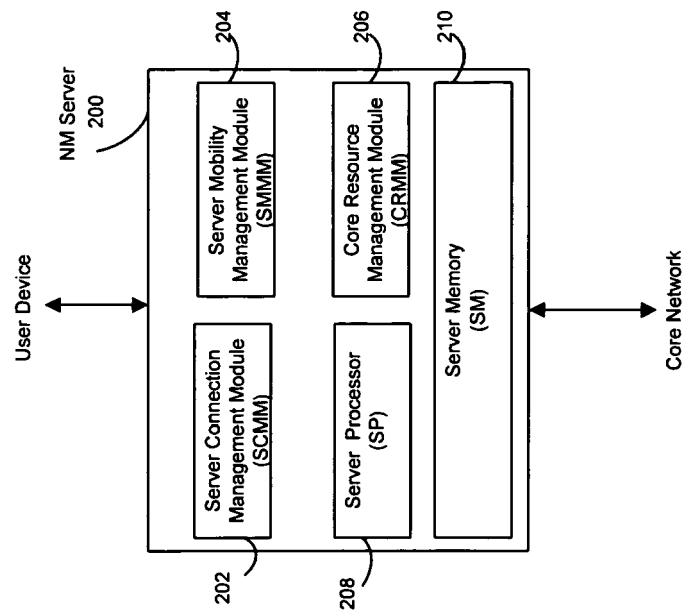 User Device
NM Server
200
Server Connection
Management Module
(SCMM)
202
Server Mobility
Management Module
(SMMM)
204
Server Processor
(SP)
208
Core Resource
Management Module
(CRMM)
206
Server Memory
(SM)
210
Core Network